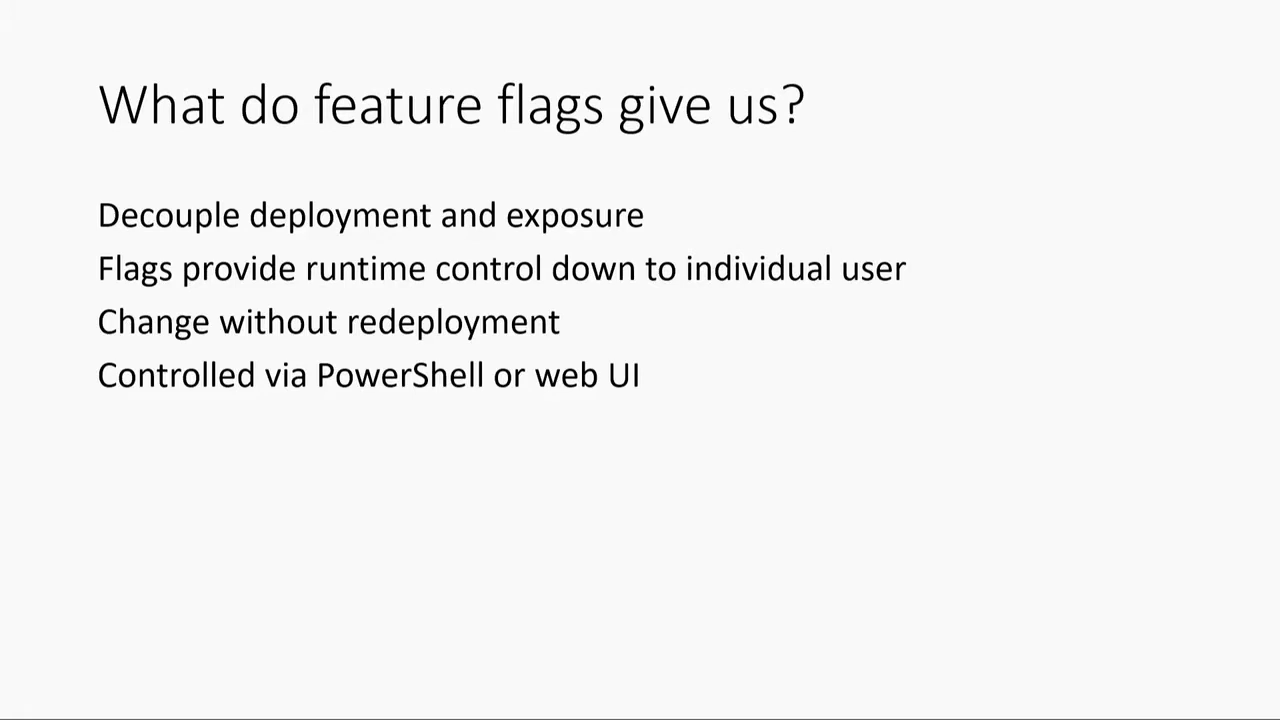 What do feature flags give us?
Decouple deployment and exposure
Flags provide runtime control down to individual user
Change without redeployment
Controlled via PowerShell or web UI